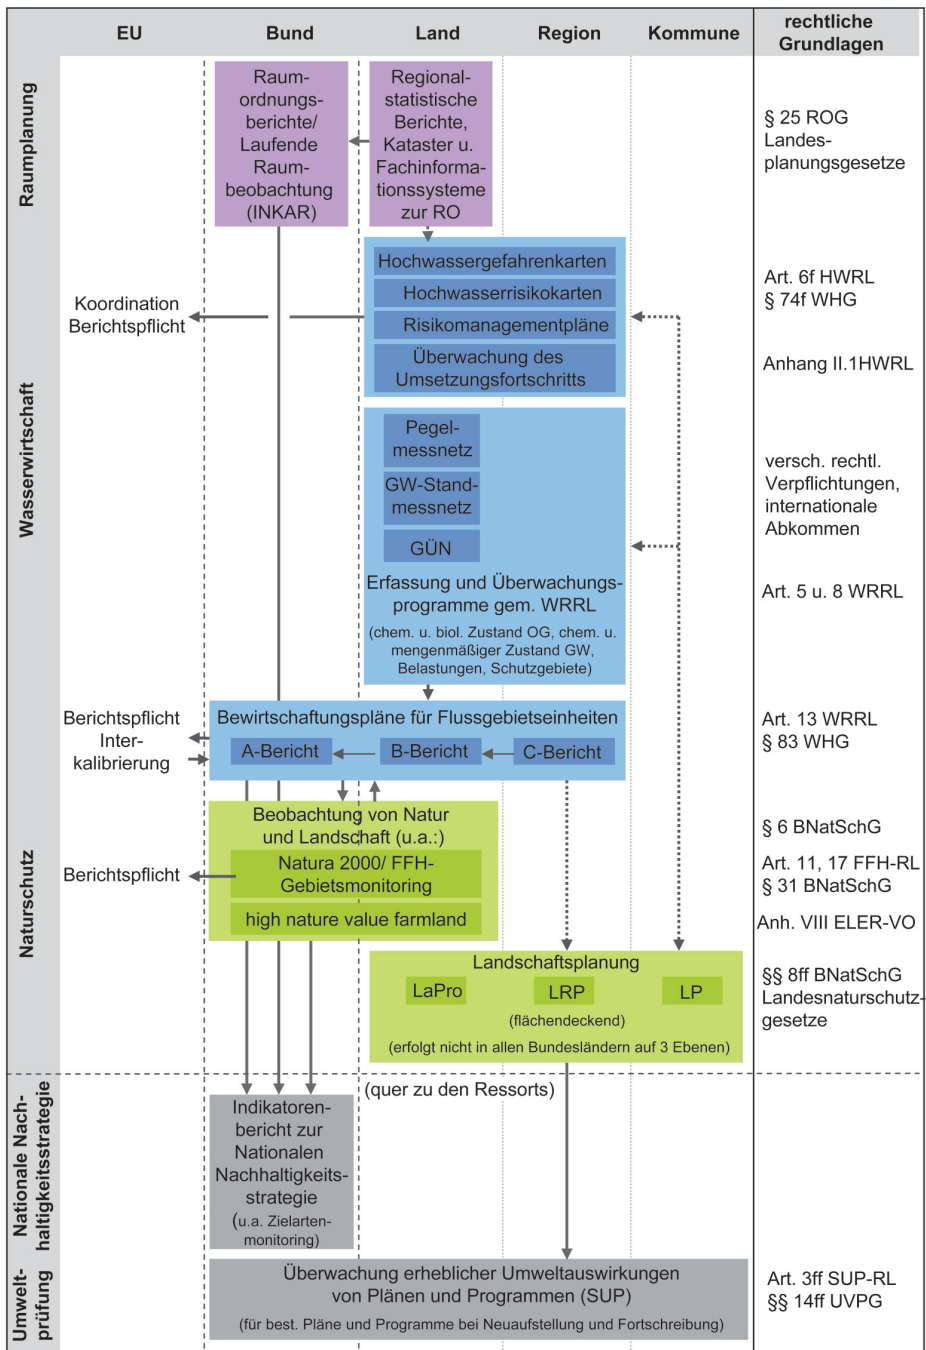 EU
Bund
Land
Region
Kommune
rechtliche
Grundlagen
Raumplanung
Raum-
ordnungs-
berichte/
Laufende
Raum-
beobachtung
(INKAR)
Regional-
statistische
Berichte,
Kataster u.
Fachinforma-
tionssysteme
zur RO
§ 25 ROG
Landes-
planungsgesetze
Wasserwirtschaft
Koordination
Berichtspflicht
Hochwassergefahrenkarten
Hochwasserrisikokarten
Risikomanagementpläne
Überwachung des
Umsetzungsfortschritts
Art. 6f HWRL
§ 74f WHG
Anhang II.1HWRL
Pegel-
messnetz
GW-Stand-
messnetz
GÜN
Erfassung und Überwachungs-
programme gem. WRRL
(chem. u. biol. Zustand OG, chem. u.
mengenmäßiger Zustand GW,
Belastungen, Schutzgebiete)
versch. rechtl.
Verpflichtungen,
internationale
Abkommen
Art. 5 u. 8 WRRL
Berichtspflicht
Inter-
kalibrierung
Bewirtschaftungspläne für Flussgebietseinheiten
A-Bericht
B-Bericht
C-Bericht
Art. 13 WRRL
§ 83 WHG
Naturschutz
Beobachtung von Natur
und Landschaft (u.a.:)
Natura 2000/ FFH-
Gebietsmonitoring
high nature value farmland
Berichtspflicht
§ 6 BNatSchG
Art. 11, 17 FFH-RL
§ 31 BNatSchG
Anh. VIII ELER-VO
Landschaftsplanung
LaPro
LRP
LP
(flächendeckend)
(erfolgt nicht in allen Bundesländern auf 3 Ebenen)
§§ 8ff BNatSchG
Landesnaturschutz-
gesetze
(quer zu den Ressorts)
Nationale Nach-
haltigkeitsstrategie
Indikatoren-
bericht zur
Nationalen
Nachhaltigkeits-
strategie
(u.a. Zielarten-
monitoring)
Umwelt-
prüfung
Überwachung erheblicher Umweltauswirkungen
von Plänen und Programmen (SUP)
(für best. Pläne und Programme bei Neuaufstellung und Fortschreibung)
Art. 3ff SUP-RL
§§ 14ff UVPG